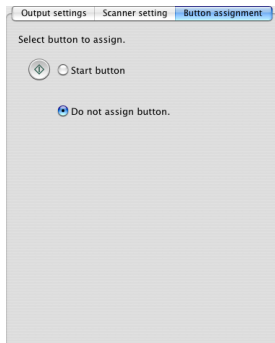 Output settings Scanner setting Button assignment
Select button to assign.
Start button
Do not assign button.